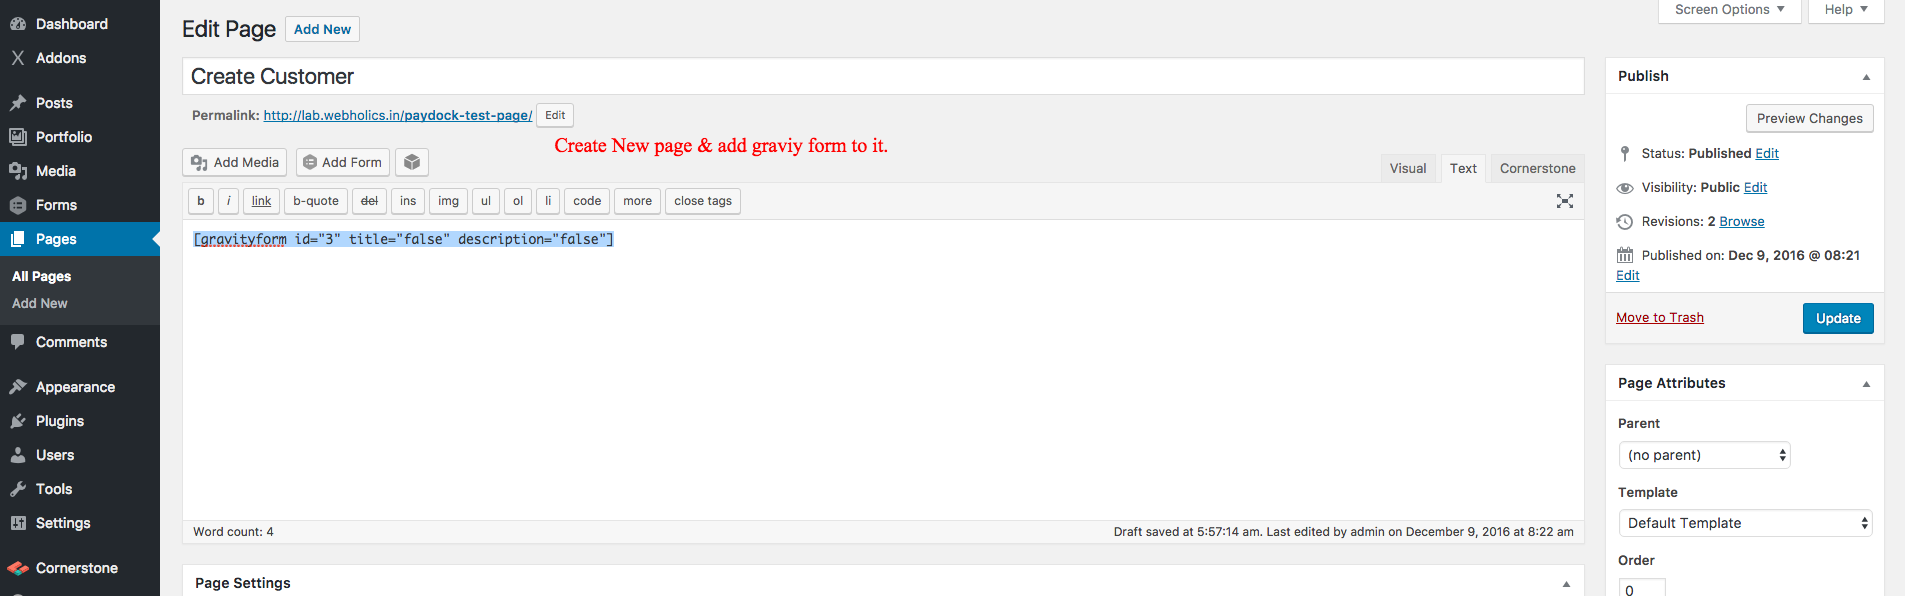 Dashboard
Addons
Posts
Portfolio
Media
Forms
Pages
All Pages
Add New
Comments
Appearance
Plugins
Users
Tools
Settings
Cornerstone
Screen Options
Help
Edit Page Add New
Create Customer
Permalink: http://lab.webholics.in/paydock-test-page/ Edit
Create New page & add graviy form to it.
Add Media Add Form
Visual Text Cornerstone
b i link b-quote del ins img ul ol li code more close tags
[gravityform id="3" title="false" description="false"]
Word count: 4
Draft saved at 5:57:14 am. Last edited by admin on December 9, 2016 at 8:22 am
Page Settings
Publish
Preview Changes
Status: Published Edit
Visibility: Public Edit
Revisions: 2 Browse
Published on: Dec 9, 2016 @ 08:21
Edit
Move to Trash Update
Page Attributes
Parent
(no parent)
Template
Default Template
Order
0